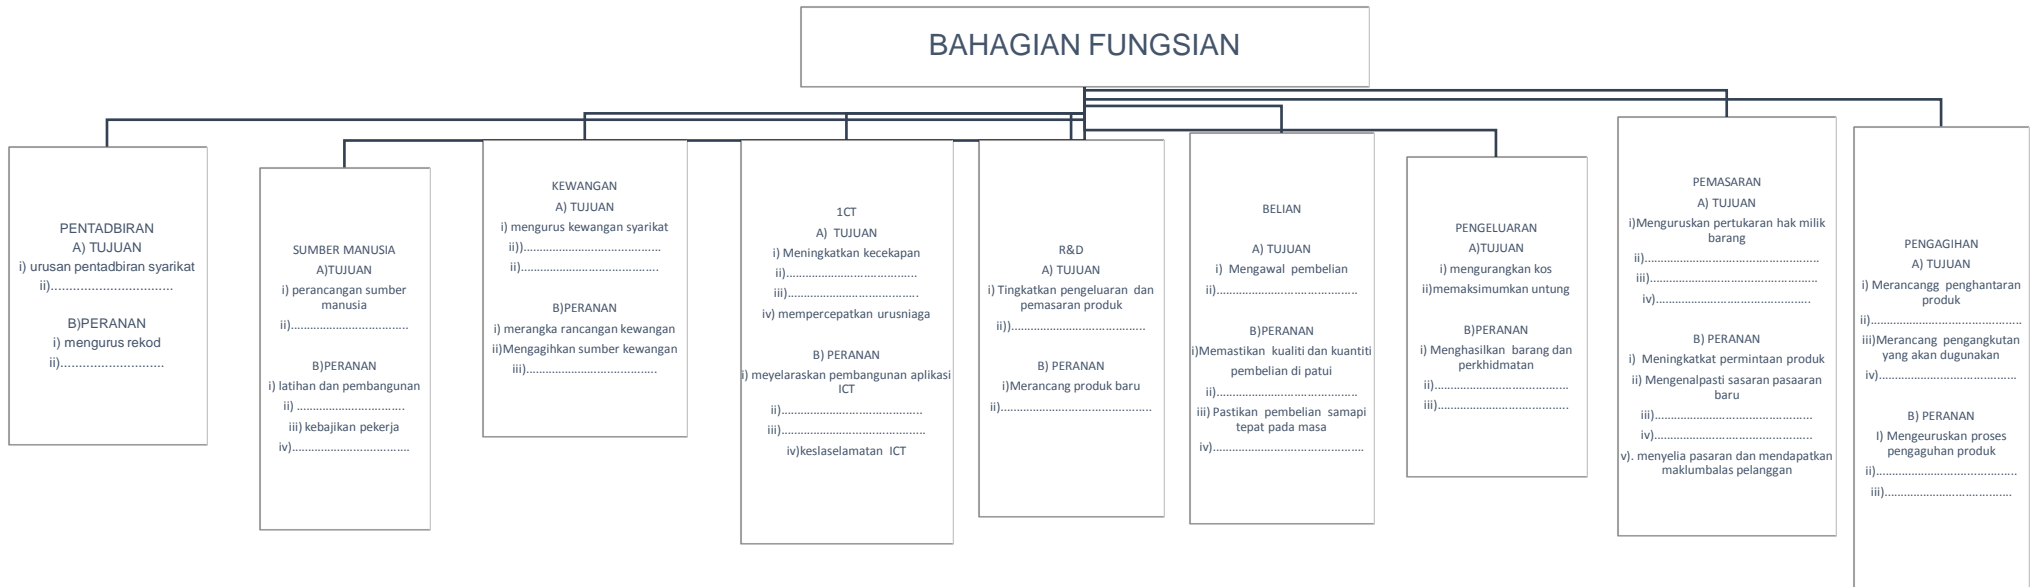 BAHAGIAN FUNGSIAN
PENTADBIRAN
A) TUJUAN
i) urusan pentadbiran syarikat
ii)................................
B)PERANAN
i) mengurus rekod
ii)...........................
SUMBER MANUSIA
A)TUJUAN
i) perancangan sumber
manusia
ii)....................................
B)PERANAN
i) latihan dan pembangunan
ii) .................................
iii) kebajikan pekerja
iv)....................................
KEWANGAN
A) TUJUAN
i) mengurus kewangan syarikat
ii))..........................................
ii)..........................................
B)PERANAN
i) merangka rancangan kewangan
ii)Mengagihkan sumber kewangan
iii)........................................
1CT
A) TUJUAN
i) Meningkatkan kecekapan
ii)........................................
iii)........................................
iv) mempercepatkan urusniaga
B) PERANAN
i) meyelaraskan pembangunan aplikasi
ICT
ii)...........................................
iii)............................................
iv)keslaselamatan ICT
R&D
A) TUJUAN
i) Tingkatkan pengeluaran dan
pemasaran produk
ii))........................................
B) PERANAN
i)Merancang produk baru
ii)..............................................
BELIAN
A) TUJUAN
i) Mengawal pembelian
ii)...........................................
B)PERANAN
i)Memastikan kualiti dan kuantiti
pembelian di patui
ii)...........................................
iii) Pastikan pembelian samapi
tepat pada masa
iv)..............................................
PENGELUARAN
A)TUJUAN
i) mengurangkan kos
ii)memaksimumkan untung
B)PERANAN
i) Menghasilkan barang dan
perkhidmatan
ii).........................................
iii)........................................
PEMASARAN
A) TUJUAN
i)Menguruskan pertukaran hak milik
barang
ii).....................................................
iii)...................................................
iv)...............................................
B) PERANAN
i) Meningkatkat permintaan produk
ii) Mengenalpasti sasaran pasaaran
baru
iii)................................................
iv)................................................
v). menyelia pasaran dan mendapatkan
maklumbalas pelanggan
PENGAGIHAN
A) TUJUAN
i) Merancangg penghantaran
produk
ii)..............................................
iii)Merancang pengangkutan
yang akan dugunakan
iv)..........................................
B) PERANAN
I) Mengeuruskan proses
pengaguhan produk
ii)...........................................
iii).......................................